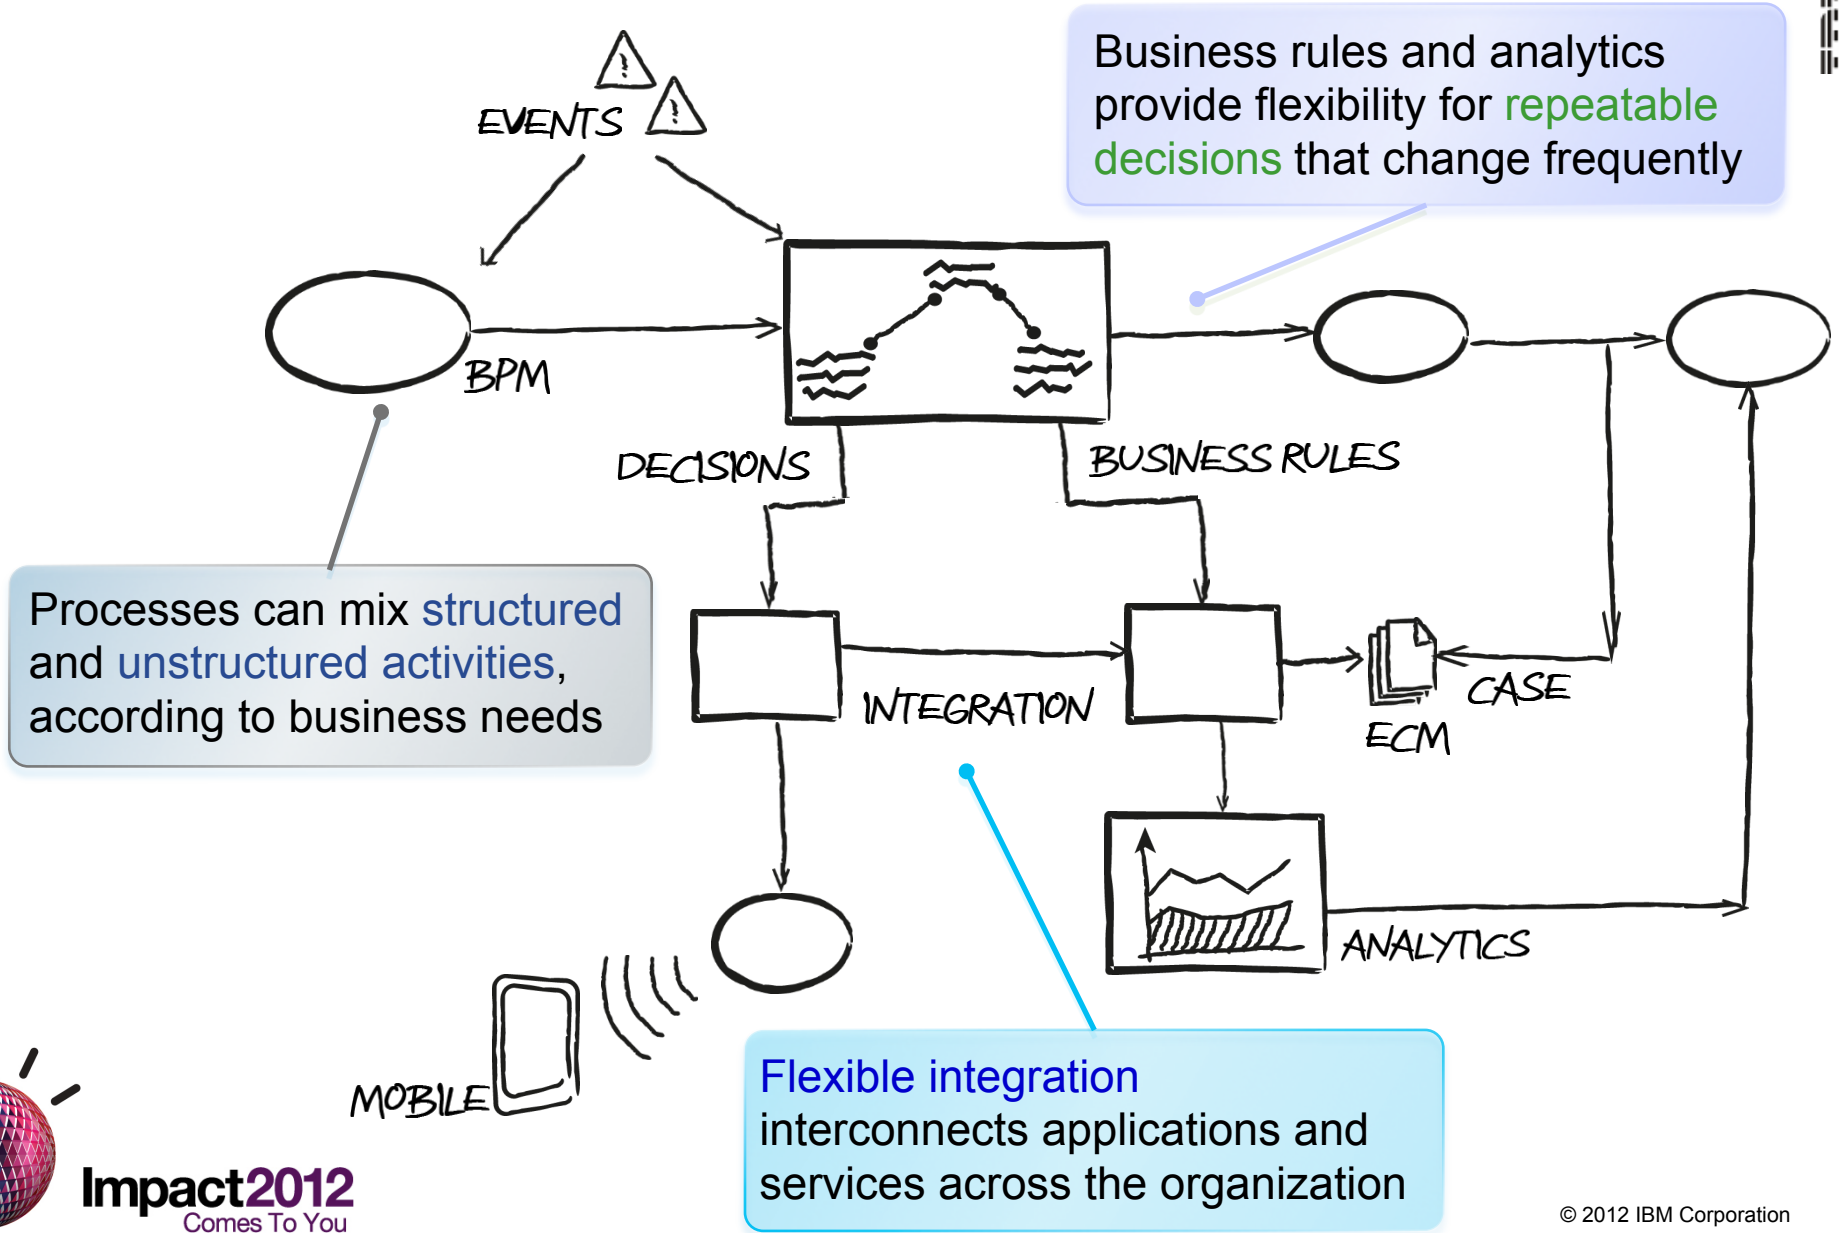 Business rules and analytics
provide flexibility for repeatable
decisions that change frequently
EVENTS
BPM
DECISIONS
BUSINESS RULES
Processes can mix structured
and unstructured activities,
according to business needs
INTEGRATION
CASE
ECM
ANALYTICS
MOBILE
Flexible integration
interconnects applications and
services across the organization
Impact2012
Comes To You
© 2012 IBM Corporation